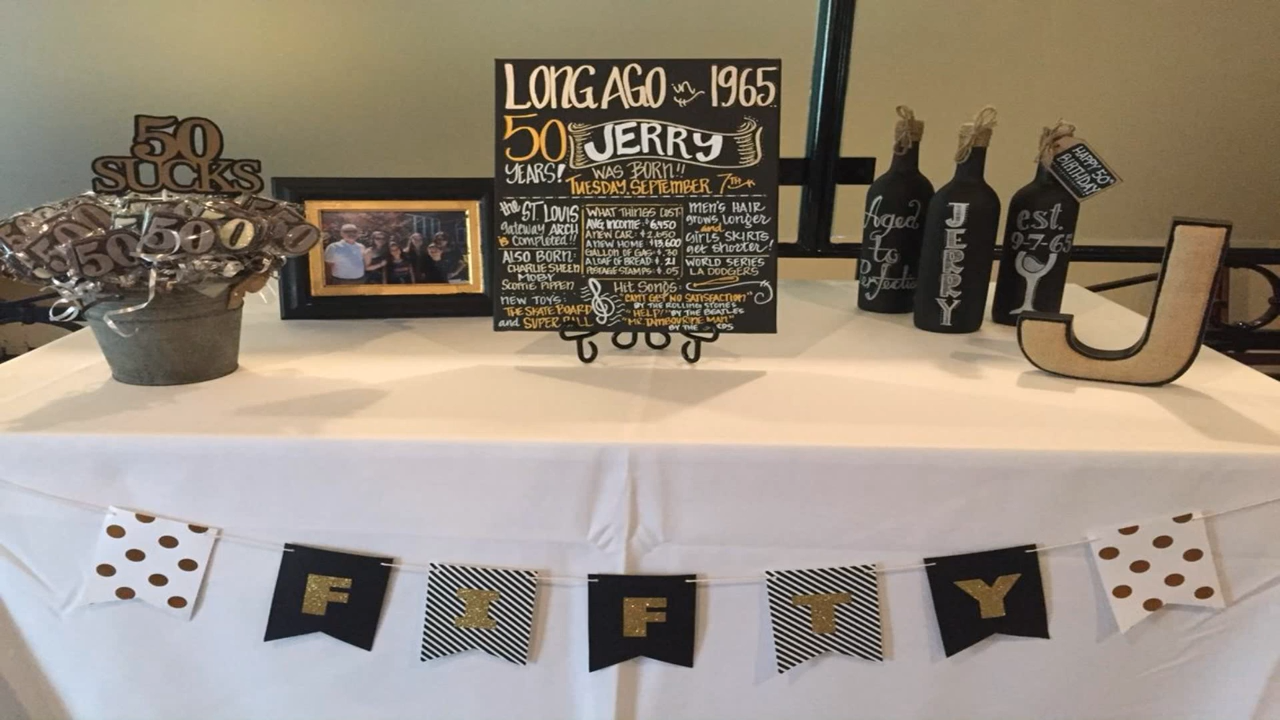 50
SUCKS
50
50
50
LONG AGO in 1965
50
YEARS!
JERRY
WAS BORN!!
TUESDAY, SEPTEMBER 7TH
the ST. LOUIS
gateway ARCH
is completed!!
ALSO BORN:
CHARLIE SHEEN
MOBY
SCOTTIE PIPPEN
NEW TOYS:
THE SKATE BOARD
and SUPER BALL
WHAT THINGS COST:
AVG. INCOME: $6,450
A NEW CAR: $2,650
A NEW HOME: $13,600
GALLON OF GAS: $.30
A LOAF OF BREAD: $.21
POSTAGE STAMPS: $.05
MEN'S HAIR
grows longer
and
girls SKIRTS
get shorter!
WORLD SERIES
LA DODGERS
Hit Songs:
"CAN'T GET NO SATISFACTION"
BY THE ROLLING STONES
"HELP!" BY THE BEATLES
"MR. TAMBOURINE MAN"
BY THE
Aged
to
Perfection
JERRY
est.
9-7-65
HAPPY 50th
BIRTHDAY!
J
FIFTY